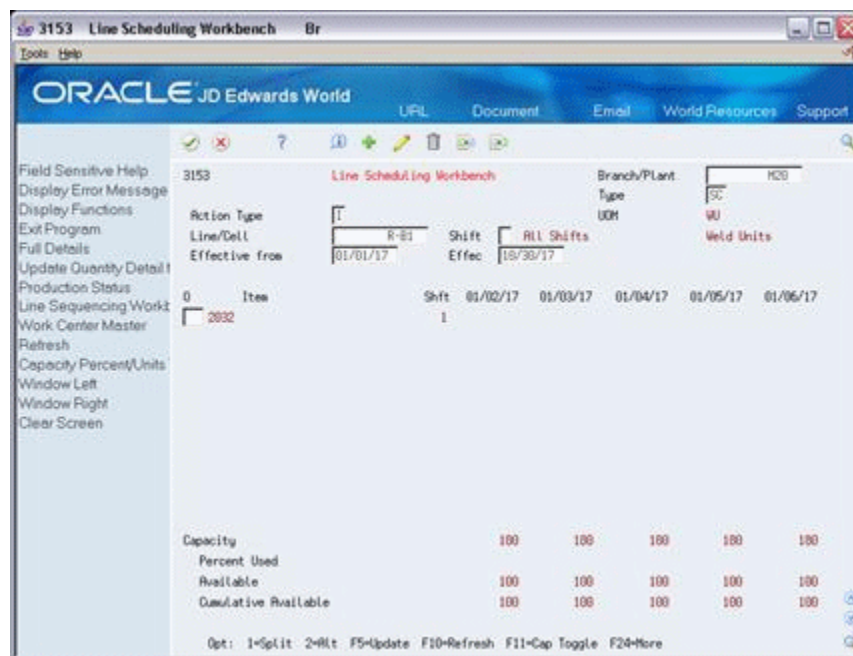 3153 Line Scheduling Workbench Br
Tools Help
ORACLE JD Edwards World
URL Document Email World Resources Support
Field Sensitive Help
Display Error Message
Display Functions
Exit Program
Full Details
Update Quantity Detail f
Production Status
Line Sequencing Workb
Work Center Master
Refresh
Capacity Percent/Units
Window Left
Window Right
Clear Screen
3153 Line Scheduling Workbench Branch/Plant M20
Type SC
Action Type I UOM WU
Line/Cell R-B1 Shift All Shifts Weld Units
Effective from 01/01/17 Effec 10/30/17
O Item Shft 01/02/17 01/03/17 01/04/17 01/05/17 01/06/17
2032 1
Capacity 100 100 100 100 100
Percent Used
Available 100 100 100 100 100
Cumulative Available 100 100 100 100 100
Opt: 1=Split 2=Alt F5=Update F10=Refresh F11=Cap Toggle F24=More